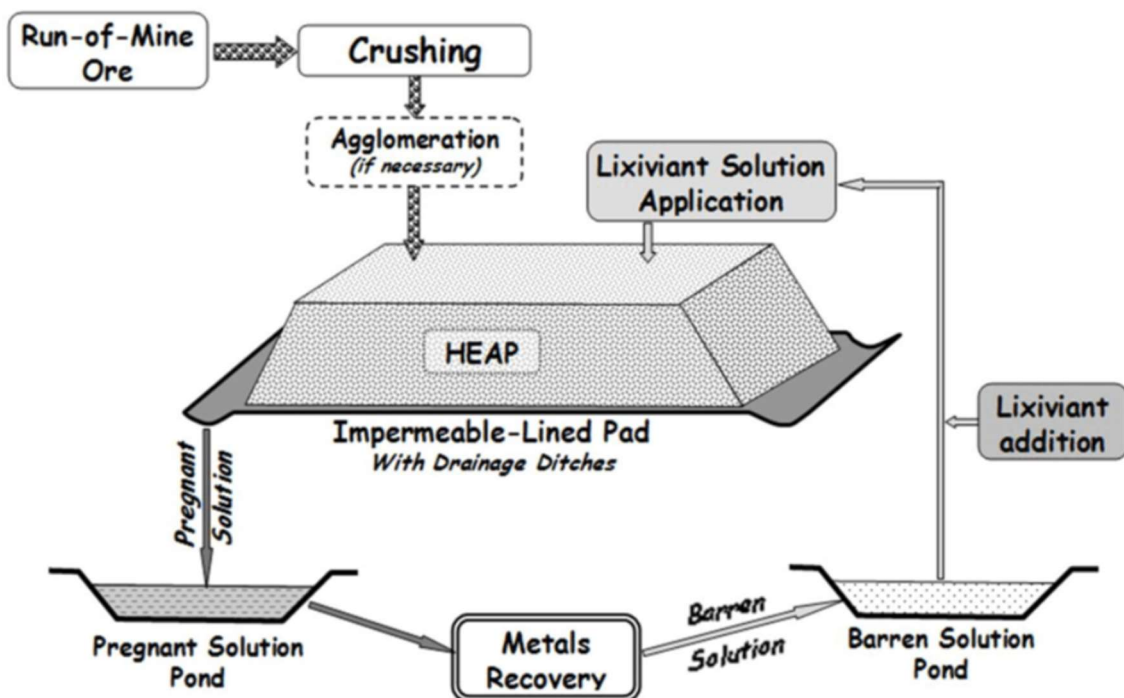 Run-of-Mine
Ore
Crushing
Agglomeration
(if necessary)
Lixiviant Solution
Application
HEAP
Impermeable-Lined Pad
With Drainage Ditches
Lixiviant
addition
Pregnant
Solution
Pregnant Solution
Pond
Metals
Recovery
Barren
Solution
Barren Solution
Pond